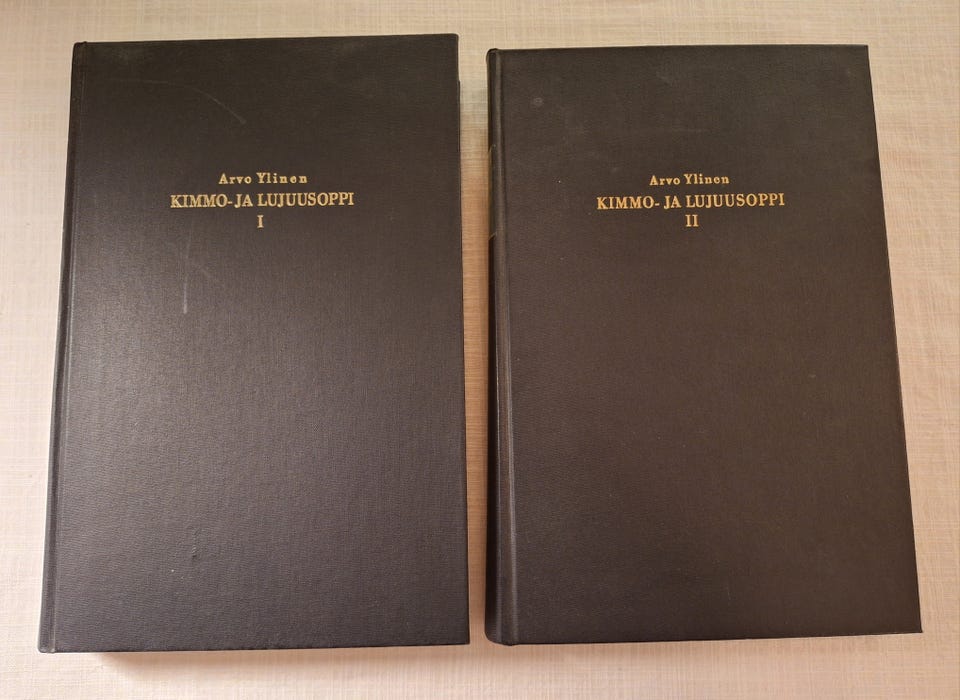 Arvo Ylinen
KIMMO- JA LUJUUSOPPI
I
Arvo Ylinen
KIMMO- JA LUJUUSOPPI
II